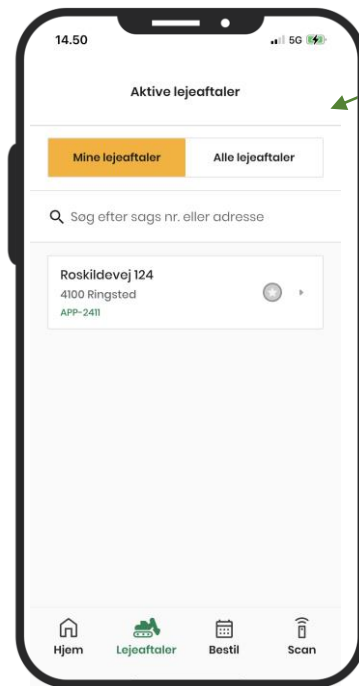 14.50
5G
Aktive lejeaftaler
Mine lejeaftaler
Alle lejeaftaler
Søg efter sags nr. eller adresse
Roskildevej 124
4100 Ringsted
APP-2411
Hjem
Lejeaftaler
Bestil
Scan